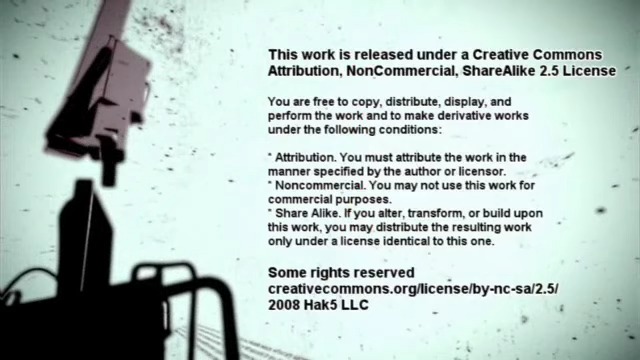 This work is released under a Creative Commons
Attribution, NonCommercial, ShareAlike 2.5 License
You are free to copy, distribute, display, and
perform the work and to make derivative works
under the following conditions:
* Attribution. You must attribute the work in the
manner specified by the author or licensor.
* Noncommercial. You may not use this work for
commercial purposes.
* Share Alike. If you alter, transform, or build upon
this work, you may distribute the resulting work
only under a license identical to this one.
Some rights reserved
creativecommons.org/license/by-nc-sa/2.5/
2008 Hak5 LLC